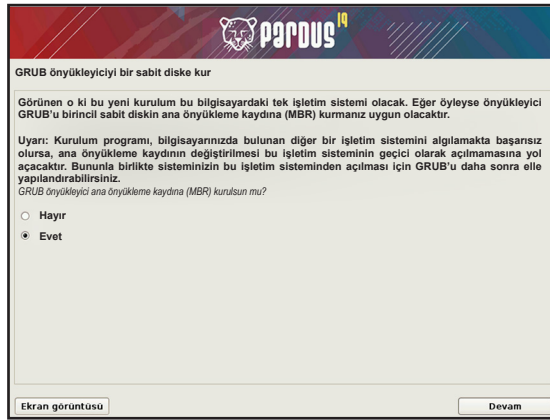 PARDUS 19
GRUB önyükleyiciyi bir sabit diske kur
Görünen o ki bu yeni kurulum bu bilgisayardaki tek işletim sistemi olacak. Eğer öyleyse önyükleyici
GRUB'u birincil sabit diskin ana önyükleme kaydına (MBR) kurmanız uygun olacaktır.
Uyarı: Kurulum programı, bilgisayarınızda bulunan diğer bir işletim sistemini algılamakta başarısız
olursa, ana önyükleme kaydının değiştirilmesi bu işletim sisteminin geçici olarak açılmamasına yol
açacaktır. Bununla birlikte sisteminizin bu işletim sisteminden açılması için GRUB'u daha sonra elle
yapılandırabilirsiniz.
GRUB önyükleyici ana önyükleme kaydına (MBR) kurulsun mu?
Hayır
Evet
Ekran görüntüsü
Devam